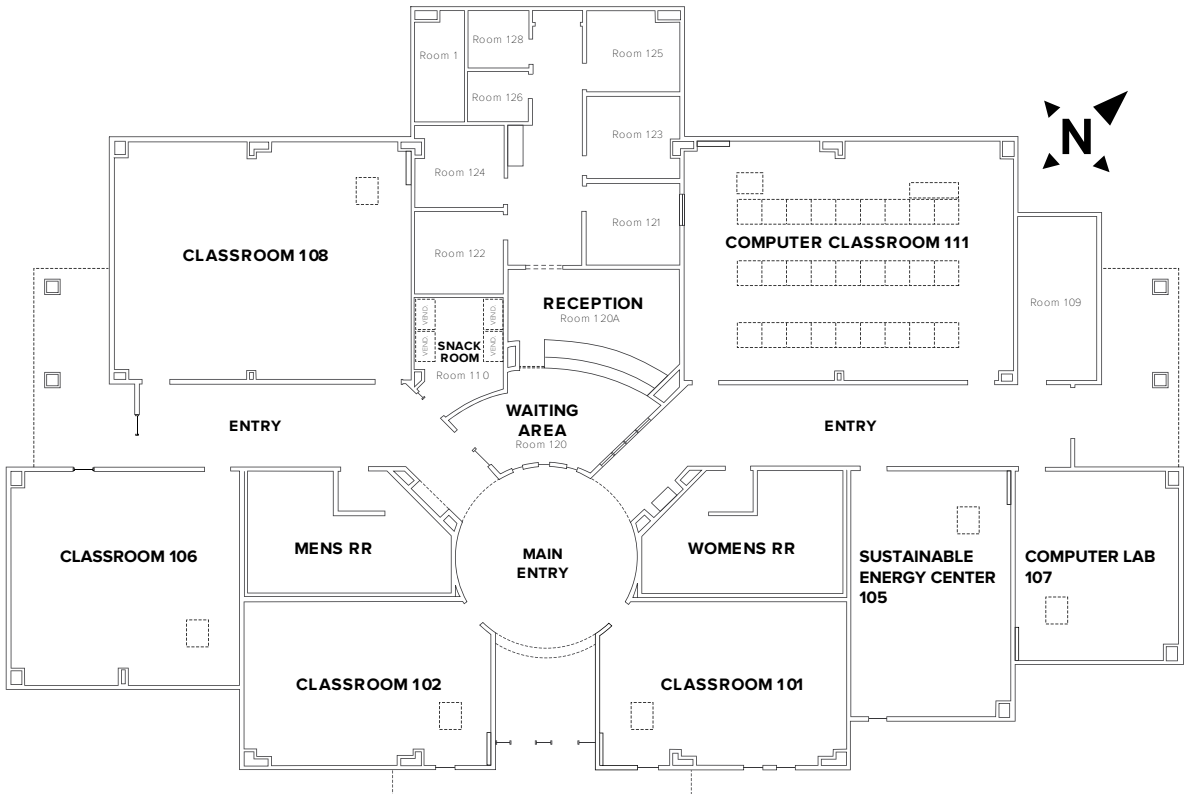 Room 128
Room 125
Room 1
Room 126
Room 123
Room 124
Room 121
Room 122
N
CLASSROOM 108
COMPUTER CLASSROOM 111
Room 109
RECEPTION
Room 120A
VEND.
VEND.
VEND.
VEND.
SNACK
ROOM
Room 110
WAITING
AREA
Room 120
ENTRY
ENTRY
CLASSROOM 106
MENS RR
MAIN
ENTRY
WOMENS RR
SUSTAINABLE
ENERGY CENTER
105
COMPUTER LAB
107
CLASSROOM 102
CLASSROOM 101